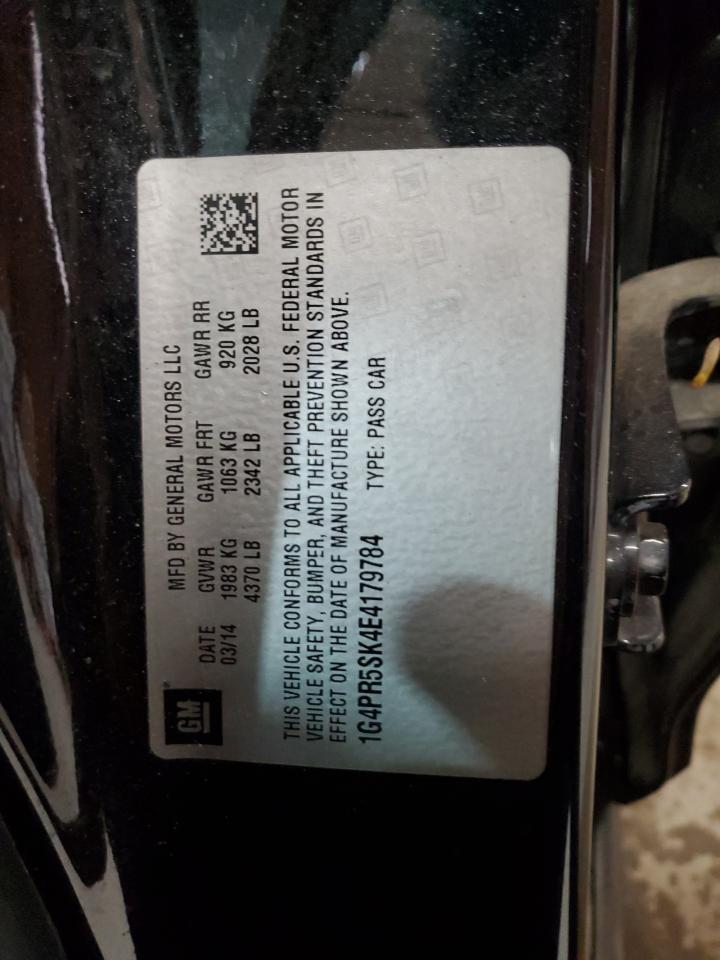 GM
MFD BY GENERAL MOTORS LLC
DATE GVWR GAWR FRT GAWR RR
03/14 1983 KG 1063 KG 920 KG
4370 LB 2342 LB 2028 LB
THIS VEHICLE CONFORMS TO ALL APPLICABLE U.S. FEDERAL MOTOR
VEHICLE SAFETY, BUMPER, AND THEFT PREVENTION STANDARDS IN
EFFECT ON THE DATE OF MANUFACTURE SHOWN ABOVE.
1G4PR5SK4E4179784 TYPE: PASS CAR